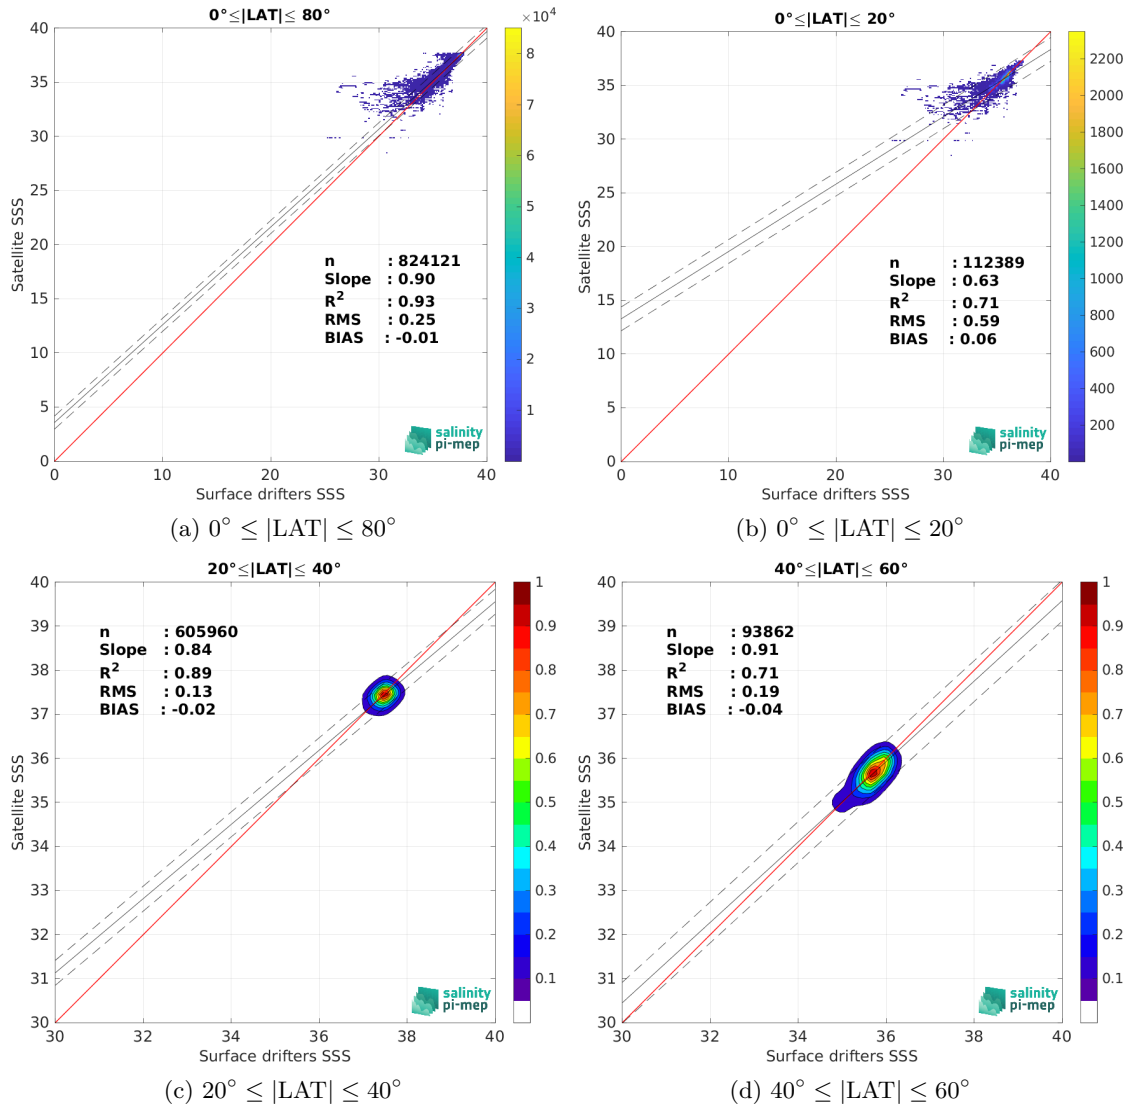 0°≤|LAT|≤ 80°
×10⁴
40
35
30
25
20
15
10
5
0
0
10
20
30
40
8
7
6
5
4
3
2
1
Satellite SSS
Surface drifters SSS
n : 824121
Slope : 0.90
R² : 0.93
RMS : 0.25
BIAS : -0.01
salinity
pi-mep
(a) 0° ≤ |LAT| ≤ 80°
0°≤|LAT|≤ 20°
40
35
30
25
20
15
10
5
0
0
10
20
30
40
2200
2000
1800
1600
1400
1200
1000
800
600
400
200
Satellite SSS
Surface drifters SSS
n : 112389
Slope : 0.63
R² : 0.71
RMS : 0.59
BIAS : 0.06
salinity
pi-mep
(b) 0° ≤ |LAT| ≤ 20°
20°≤|LAT|≤ 40°
40
39
38
37
36
35
34
33
32
31
30
30
32
34
36
38
40
1
0.9
0.8
0.7
0.6
0.5
0.4
0.3
0.2
0.1
Satellite SSS
Surface drifters SSS
n : 605960
Slope : 0.84
R² : 0.89
RMS : 0.13
BIAS : -0.02
salinity
pi-mep
(c) 20° ≤ |LAT| ≤ 40°
40°≤|LAT|≤ 60°
40
39
38
37
36
35
34
33
32
31
30
30
32
34
36
38
40
1
0.9
0.8
0.7
0.6
0.5
0.4
0.3
0.2
0.1
Satellite SSS
Surface drifters SSS
n : 93862
Slope : 0.91
R² : 0.71
RMS : 0.19
BIAS : -0.04
salinity
pi-mep
(d) 40° ≤ |LAT| ≤ 60°